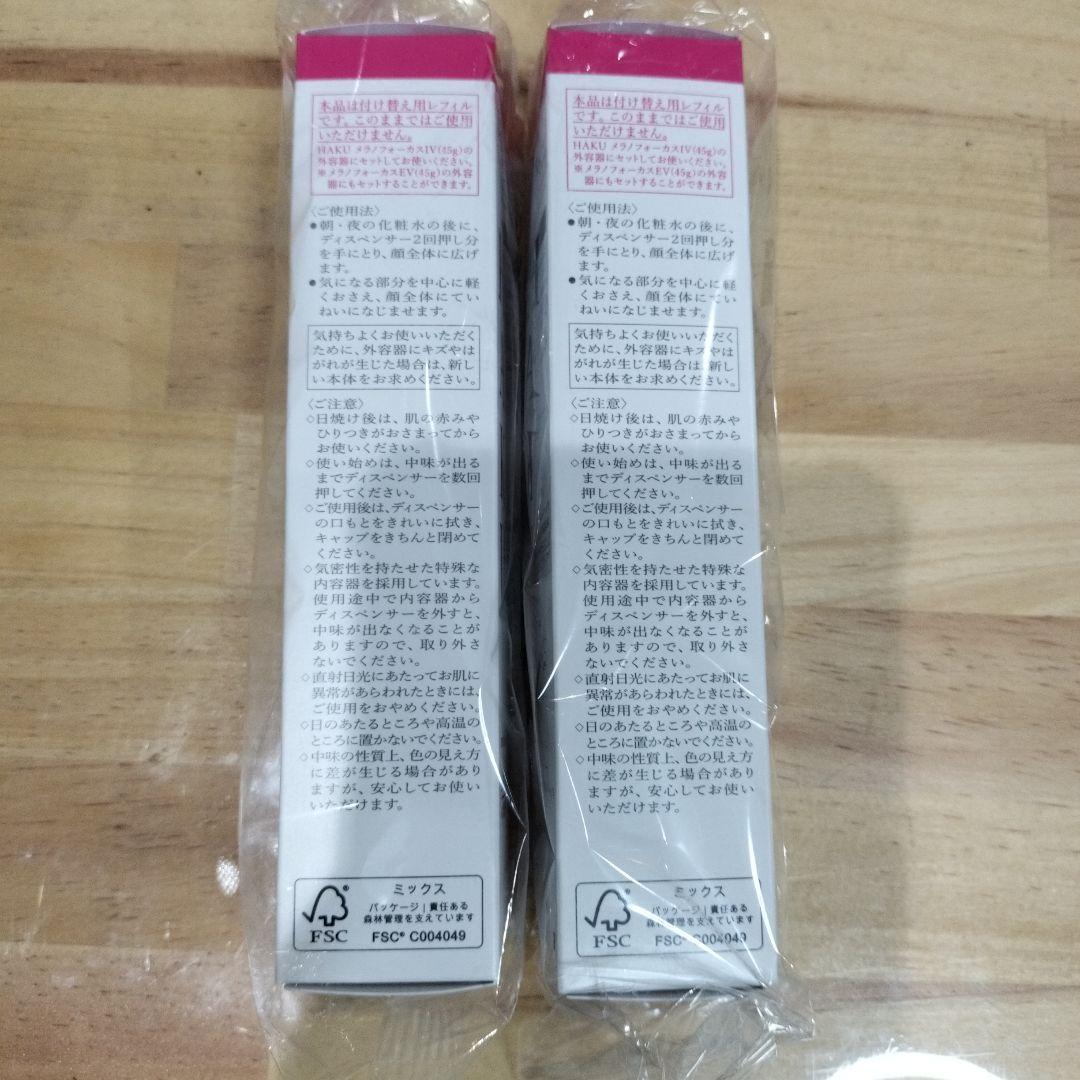 本品は付け替え用レフィル
です。このままではご使用
いただけません。
HAKU メラノフォーカスIV(45g)の
外容器にセットしてお使いください。
※メラノフォーカスEV(45g)の外容
器にもセットすることができます。
〈ご使用法〉
●朝・夜の化粧水の後に、
ディスペンサー2回押し分
を手にとり、顔全体に広げ
ます。
●気になる部分を中心に軽
くおさえ、顔全体にてい
ねいになじませます。
気持ちよくお使いいただく
ために、外容器にキズやは
がれが生じた場合は、新し
い本体をお求めください。
〈ご注意〉
◇日焼け後は、肌の赤みや
ひりつきがおさまってから
お使いください。
◇使い始めは、中味が出る
までディスペンサーを数回
押してください。
◇ご使用後は、ディスペンサー
の口もとをきれいに拭き、
キャップをきちんと閉めて
ください。
◇気密性を持たせた特殊な
内容器を採用しています。
使用途中で内容器から
ディスペンサーを外すと、
中味が出なくなることが
ありますので、取り外さ
ないでください。
◇直射日光にあたってお肌に
異常があらわれたときには、
ご使用をおやめください。
◇日のあたるところや高温の
ところに置かないでください。
◇中味の性質上、色の見え方
に差が生じる場合があり
ますが、安心してお使い
いただけます。
FSC
ミックス
パッケージ|責任ある
森林管理を支えています
FSC® C004049
本品は付け替え用レフィル
です。このままではご使用
いただけません。
HAKU メラノフォーカスIV(45g)の
外容器にセットしてお使いください。
※メラノフォーカスEV(45g)の外容
器にもセットすることができます。
〈ご使用法〉
●朝・夜の化粧水の後に、
ディスペンサー2回押し分
を手にとり、顔全体に広げ
ます。
●気になる部分を中心に軽
くおさえ、顔全体にてい
ねいになじませます。
気持ちよくお使いいただく
ために、外容器にキズやは
がれが生じた場合は、新し
い本体をお求めください。
〈ご注意〉
◇日焼け後は、肌の赤みや
ひりつきがおさまってから
お使いください。
◇使い始めは、中味が出る
までディスペンサーを数回
押してください。
◇ご使用後は、ディスペンサー
の口もとをきれいに拭き、
キャップをきちんと閉めて
ください。
◇気密性を持たせた特殊な
内容器を採用しています。
使用途中で内容器から
ディスペンサーを外すと、
中味が出なくなることが
ありますので、取り外さ
ないでください。
◇直射日光にあたってお肌に
異常があらわれたときには、
ご使用をおやめください。
◇日のあたるところや高温の
ところに置かないでください。
◇中味の性質上、色の見え方
に差が生じる場合があり
ますが、安心してお使い
いただけます。
FSC
ミックス
パッケージ|責任ある
森林管理を支えています
FSC® C004049